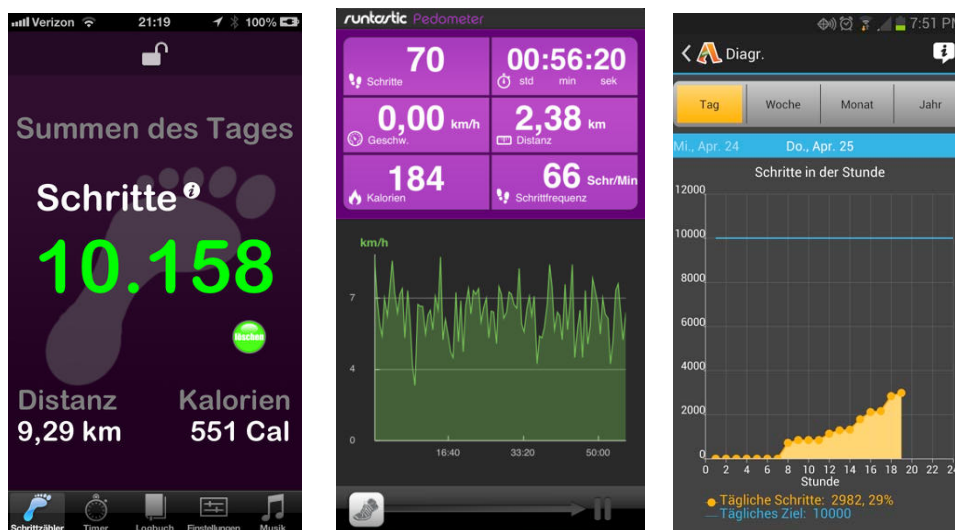 Verizon 21:19 100%
Summen des Tages
Schritte i
10.158
löschen
Distanz Kalorien
9,29 km 551 Cal
Schrittzähler Timer Logbuch Einstellungen Musik
runtastic Pedometer
70 00:56:20
Schritte std min sek
0,00 km/h 2,38 km
Geschw. Distanz
184 66 Schr/Min
Kalorien Schrittfrequenz
km/h
7
4
0
16:40 33:20 50:00
7:51 PM
Diagr.
Tag Woche Monat Jahr
Mi., Apr. 24 Do., Apr. 25
Schritte in der Stunde
12000
10000
8000
6000
4000
2000
0
0 2 4 6 8 10 12 14 16 18 20 22 24
Stunde
Tägliche Schritte: 2982, 29%
Tägliches Ziel: 10000